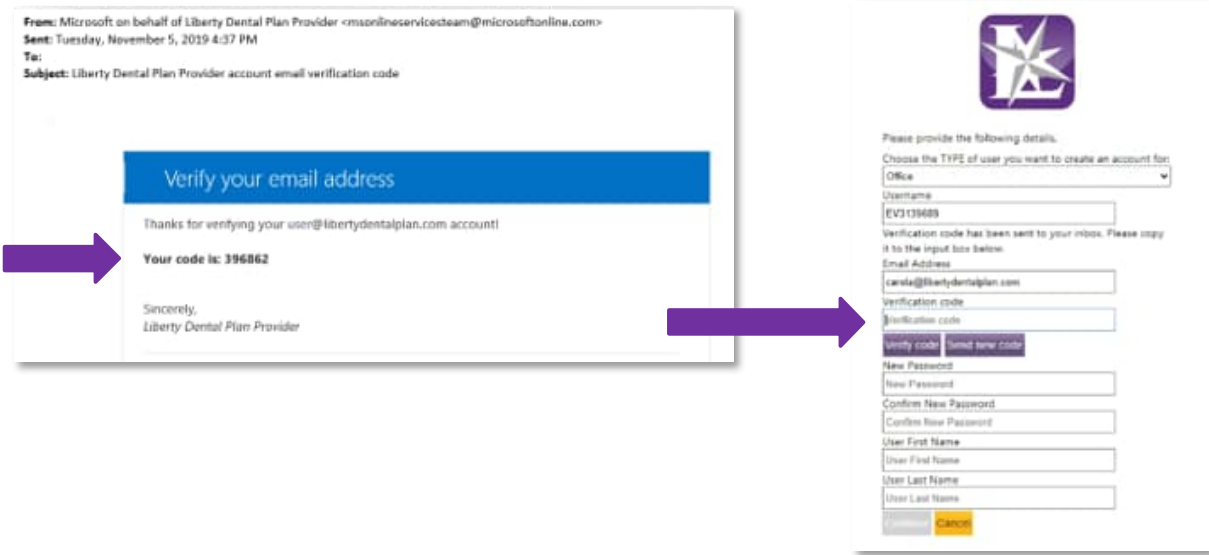 From: Microsoft on behalf of Liberty Dental Plan Provider <msonlineservicesteam@microsoftonline.com>
Sent: Tuesday, November 5, 2019 4:37 PM
To:
Subject: Liberty Dental Plan Provider account email verification code
Verify your email address
Thanks for verifying your user@libertydentalplan.com account!
Your code is: 396862
Sincerely,
Liberty Dental Plan Provider
Please provide the following details.
Choose the TYPE of user you want to create an account for:
Office
Username
EV3139689
Verification code has been sent to your inbox. Please copy
it to the input box below.
Email Address
carola@libertydentalplan.com
Verification code
Verification code
Verify code Send new code
New Password
New Password
Confirm New Password
Confirm New Password
User First Name
User First Name
User Last Name
User Last Name
Continue Cancel